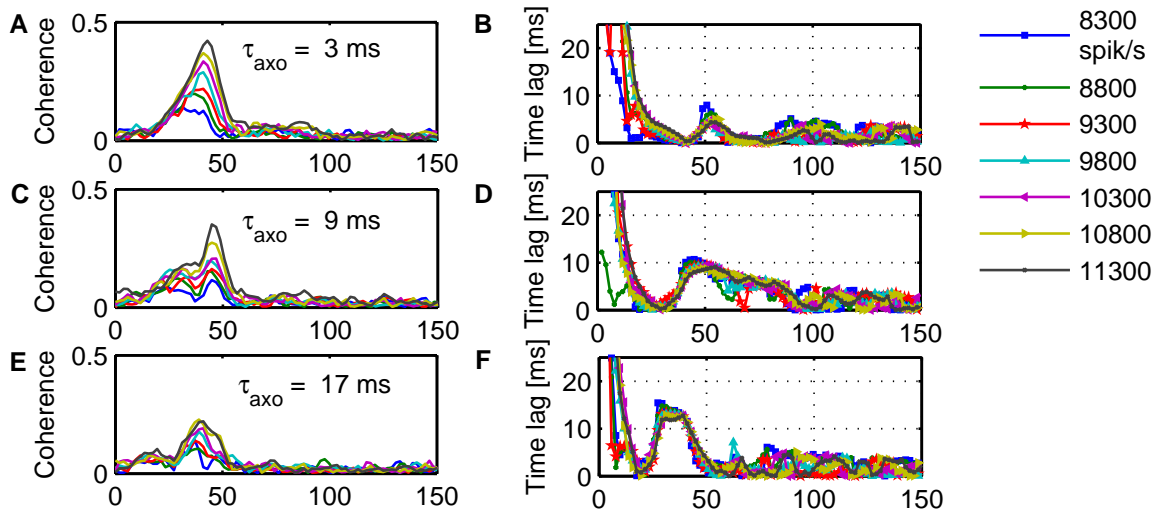 A
Coherence
0.5
0
τaxo = 3 ms
0 50 100 150
B
Time lag [ms]
20
10
0
0 50 100 150
C
Coherence
0.5
0
τaxo = 9 ms
0 50 100 150
D
Time lag [ms]
20
10
0
0 50 100 150
E
Coherence
0.5
0
τaxo = 17 ms
0 50 100 150
F
Time lag [ms]
20
10
0
0 50 100 150
8300
spik/s
8800
9300
9800
10300
10800
11300